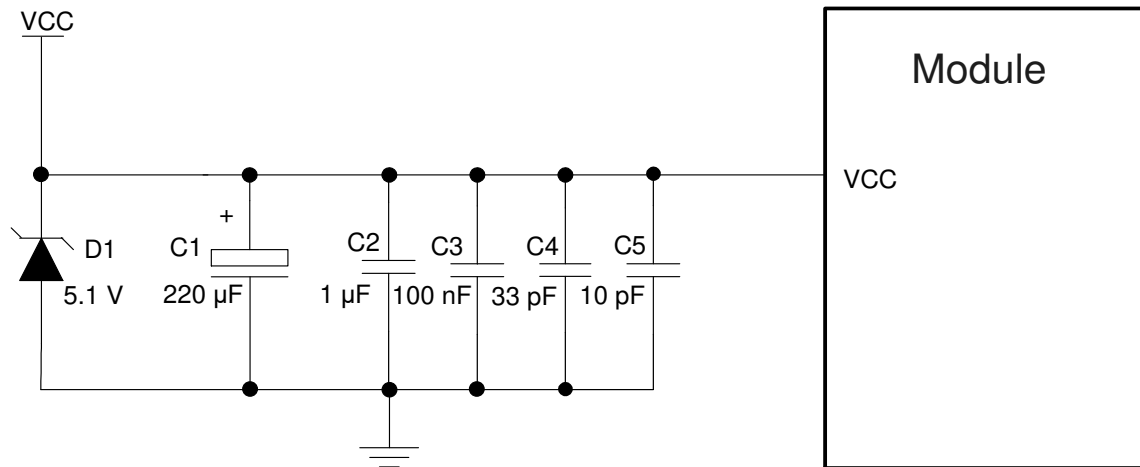 VCC
Module
VCC
+
D1
5.1 V
C1
220 µF
C2
1 µF
C3
100 nF
C4
33 pF
C5
10 pF